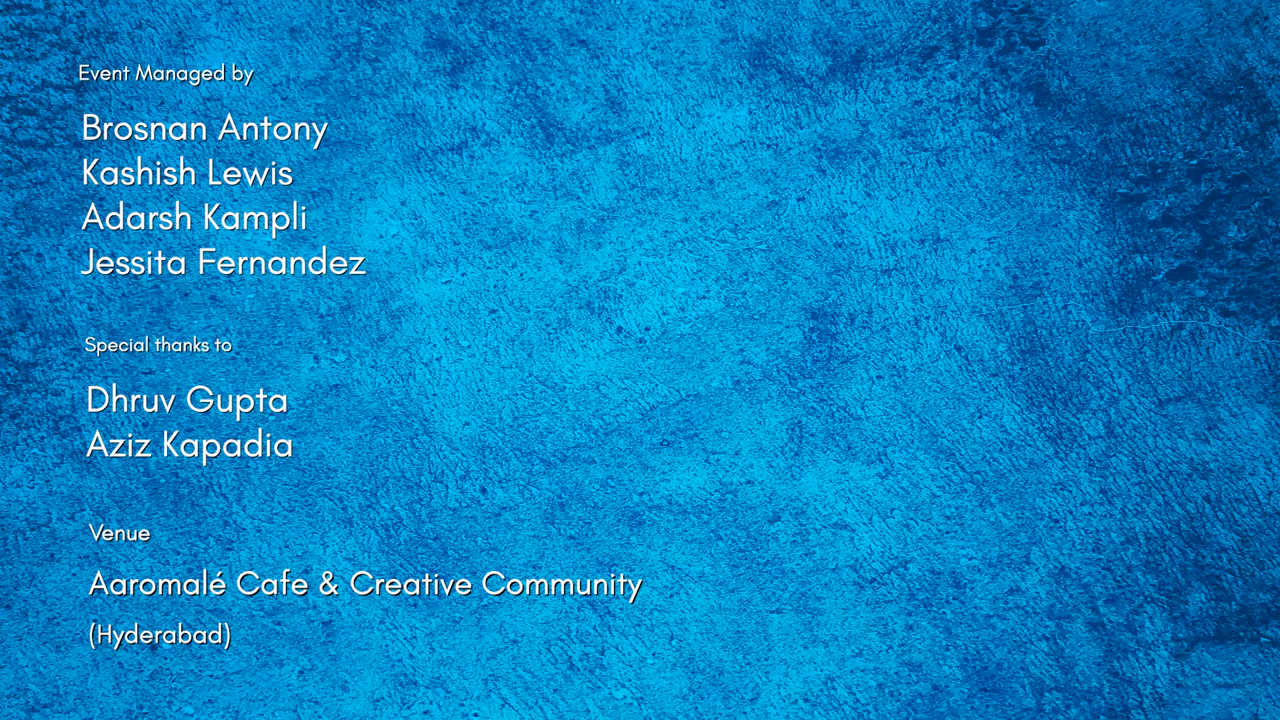 Event Managed by
Brosnan Antony
Kashish Lewis
Adarsh Kampli
Jessita Fernandez
Special thanks to
Dhruv Gupta
Aziz Kapadia
Venue
Aaromalé Cafe & Creative Community
(Hyderabad)